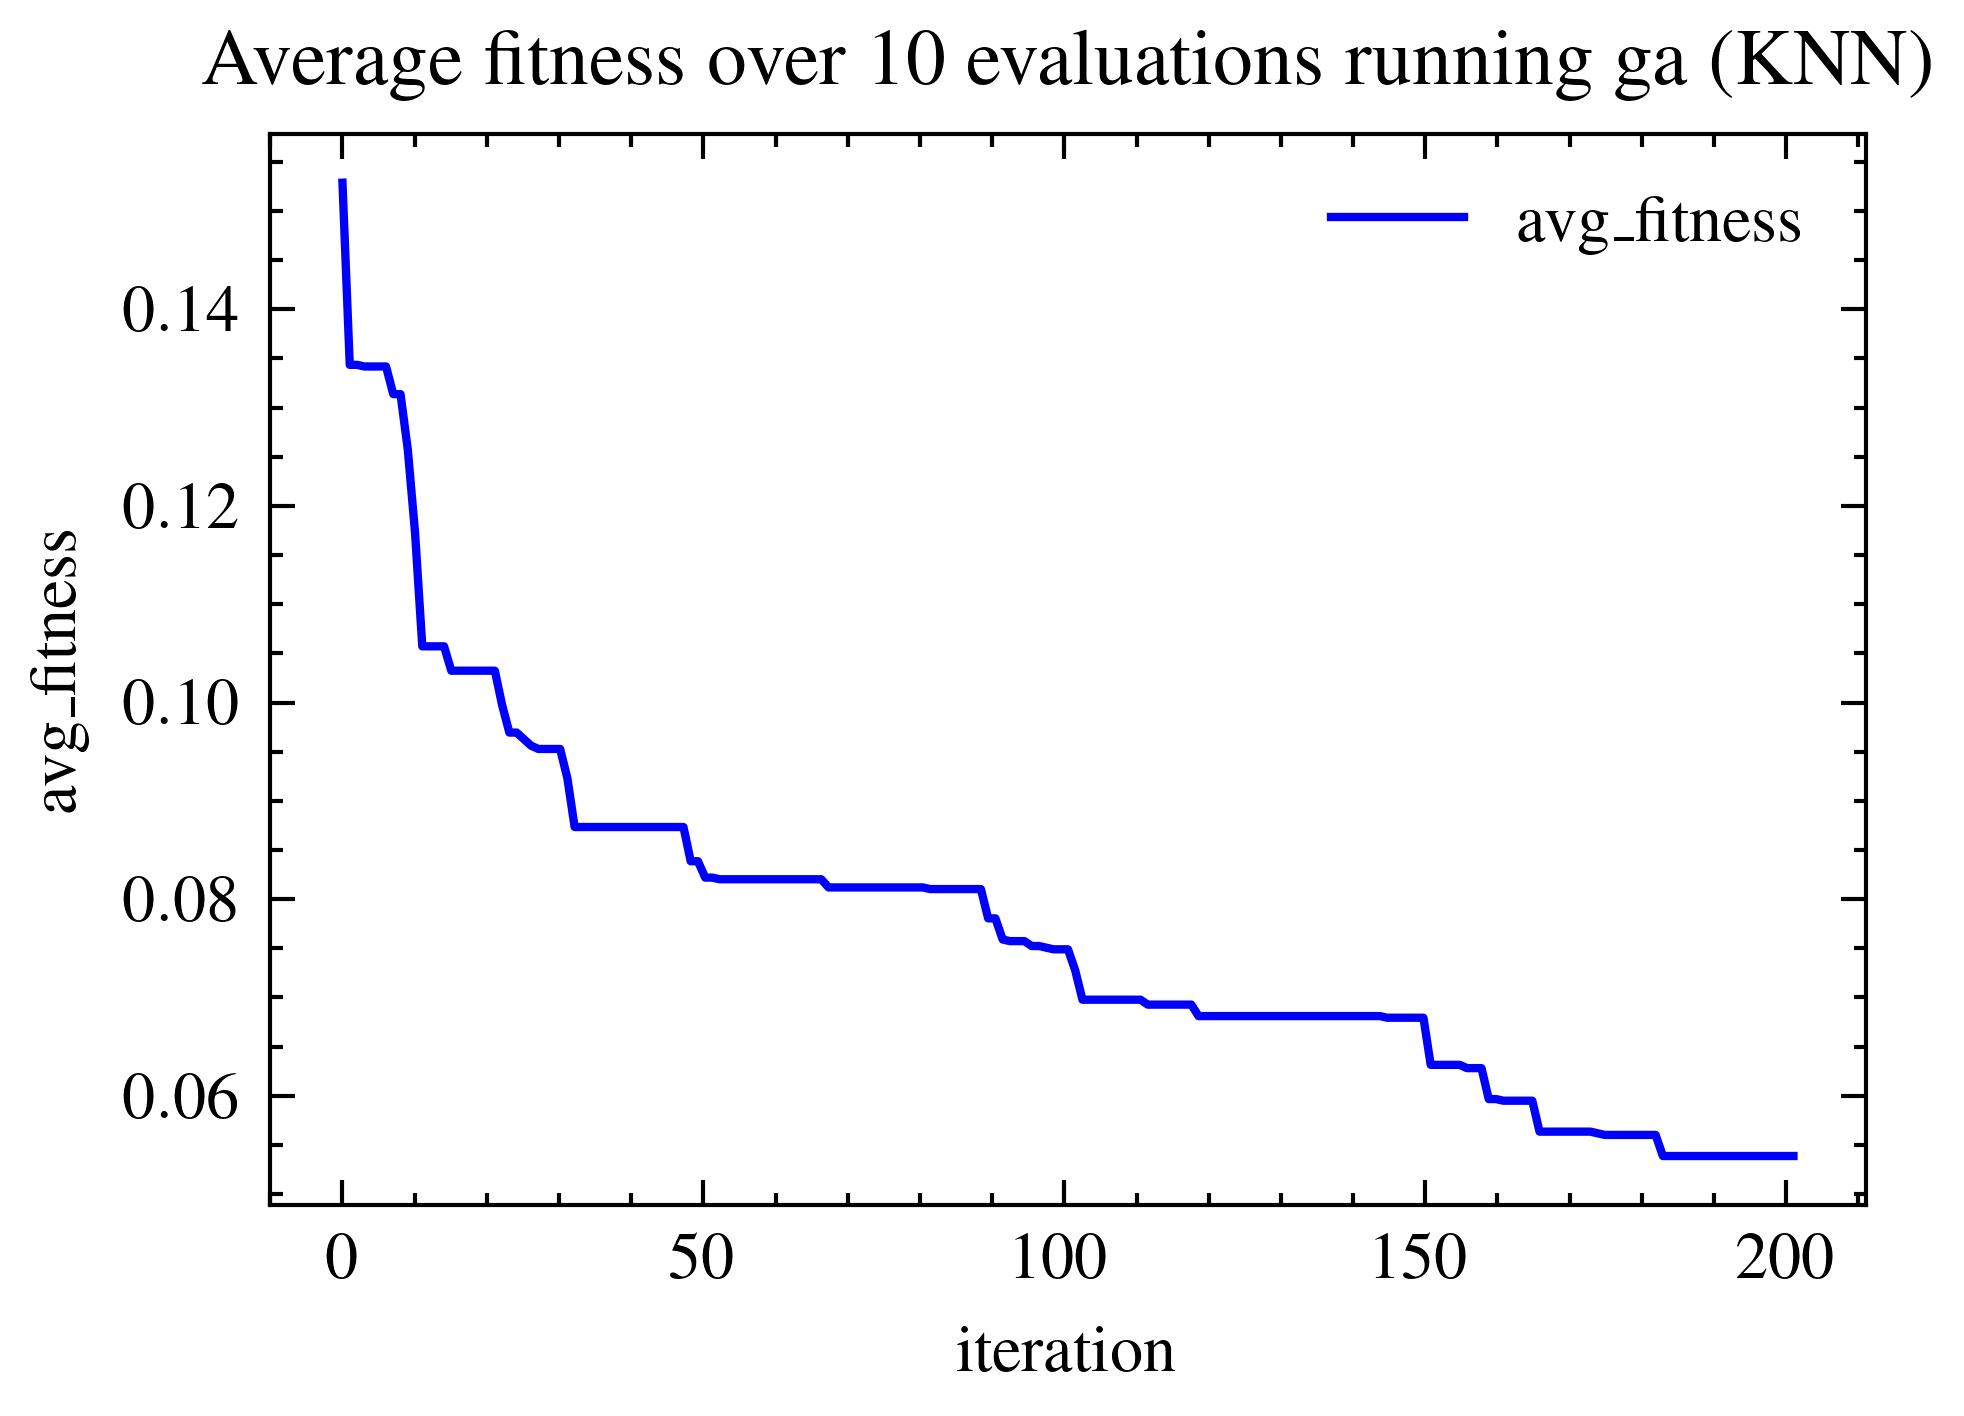 Average fitness over 10 evaluations running ga (KNN)
avg_fitness
0.14
0.12
0.10
0.08
0.06
avg_fitness
0 50 100 150 200
iteration